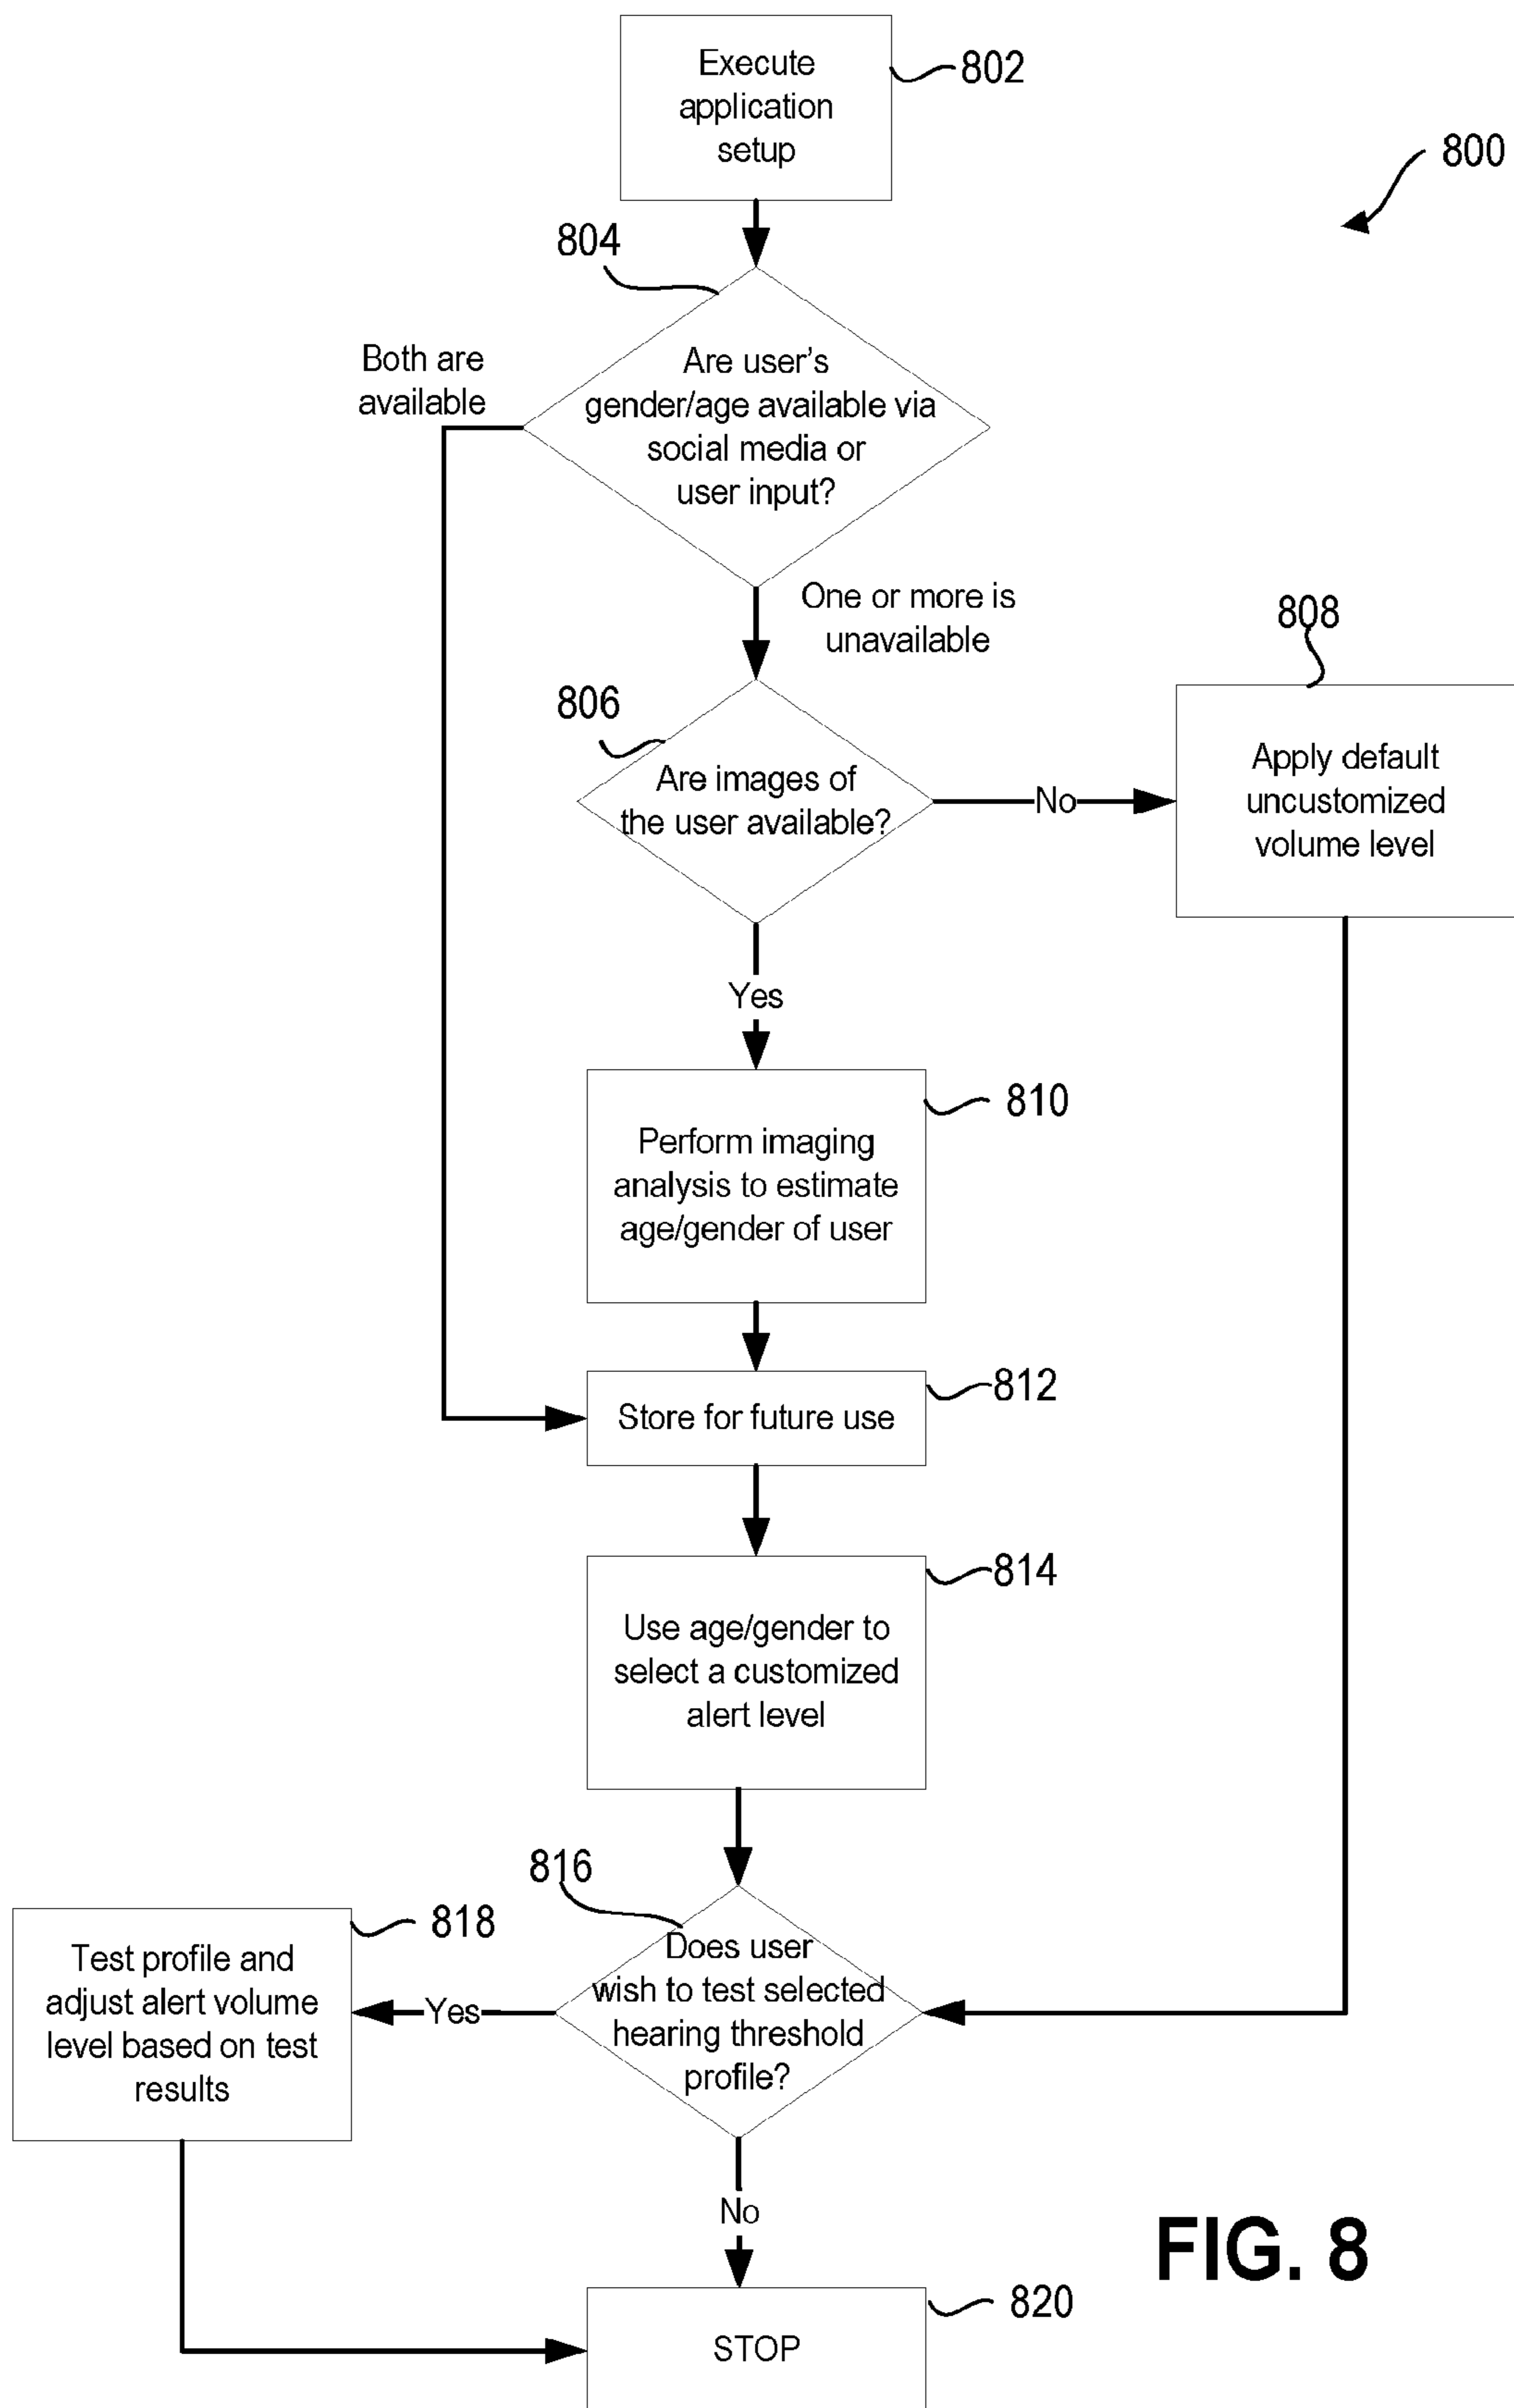 Execute
application
setup
802
800
804
Both are
available
Are user's
gender/age available via
social media or
user input?
One or more is
unavailable
808
806
Are images of
the user available?
No
Apply default
uncustomized
volume level
Yes
810
Perform imaging
analysis to estimate
age/gender of user
812
Store for future use
814
Use age/gender to
select a customized
alert level
816
818
Test profile and
adjust alert volume
level based on test
results
Yes
Does user
wish to test selected
hearing threshold
profile?
No
FIG. 8
820
STOP